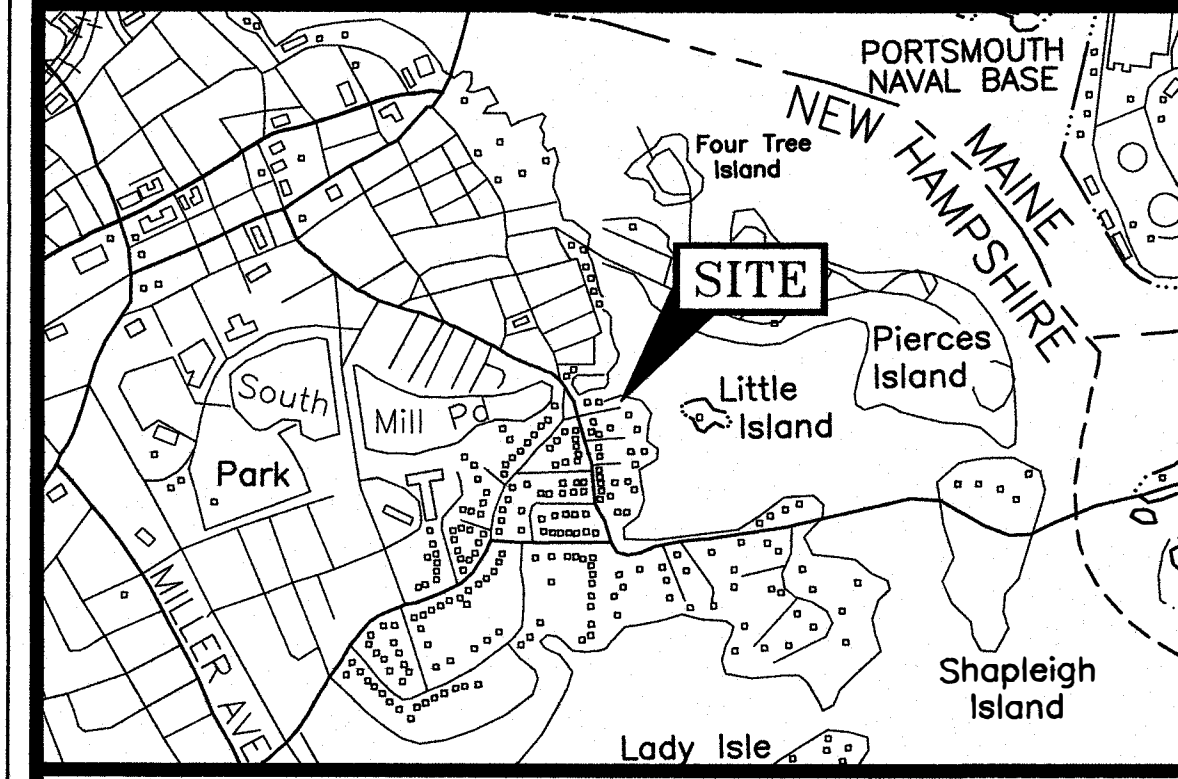 PORTSMOUTH
NAVAL BASE
NEW HAMPSHIRE
MAINE
Four Tree
Island
SITE
Pierces
Island
Little
Island
South
Mill Pd
Park
MILLER AVE
Shapleigh
Island
Lady Isle